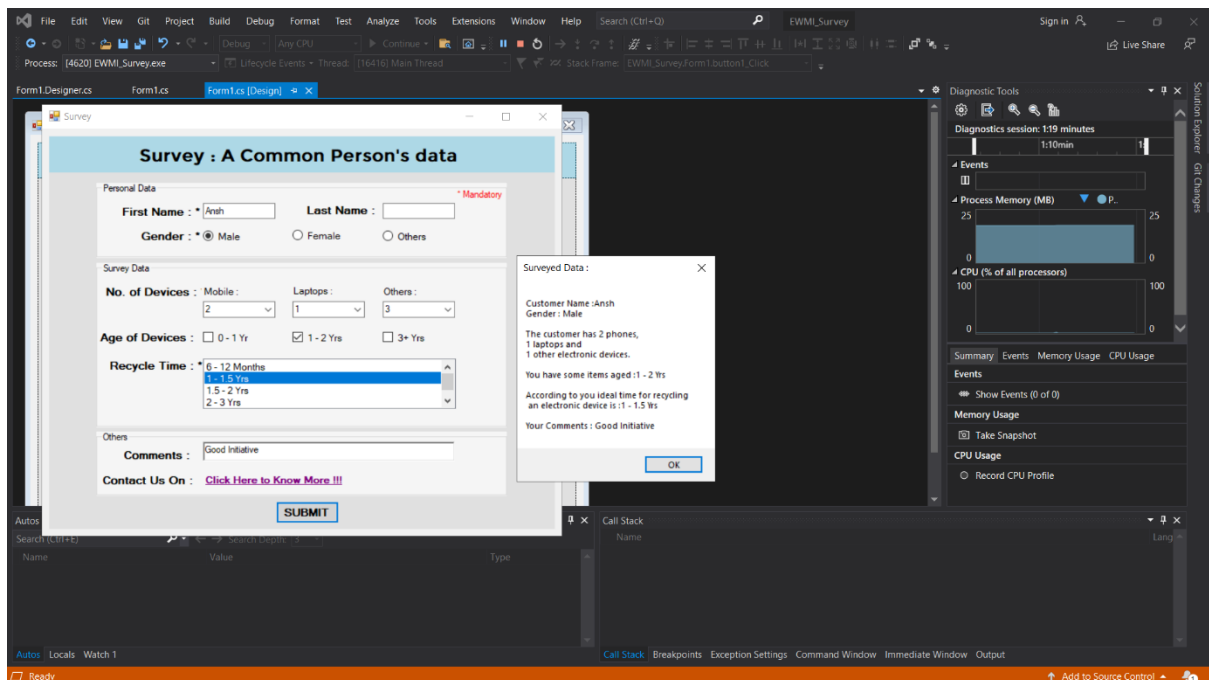 File Edit View Git Project Build Debug Format Test Analyze Tools Extensions Window Help Search (Ctrl+Q) EWMI_Survey Sign in
Debug Any CPU Continue Live Share
Process: [4620] EWMI_Survey.exe Lifecycle Events Thread: [16416] Main Thread Stack Frame: EWMI_Survey.Form1.button1_Click
Form1.Designer.cs Form1.cs Form1.cs [Design]
Survey
Survey : A Common Person's data
Personal Data
* Mandatory
First Name : * Ansh Last Name :
Gender : * Male Female Others
Survey Data
No. of Devices : Mobile : Laptops : Others :
2 1 3
Age of Devices : 0 - 1 Yr 1 - 2 Yrs 3+ Yrs
Recycle Time : * 6 - 12 Months
1 - 1.5 Yrs
1.5 - 2 Yrs
2 - 3 Yrs
Others
Comments : Good Initiative
Contact Us On : Click Here to Know More !!!
SUBMIT
Surveyed Data :
Customer Name :Ansh
Gender : Male
The customer has 2 phones,
1 laptops and
1 other electronic devices.
You have some items aged :1 - 2 Yrs
According to you ideal time for recycling
an electronic device is :1 - 1.5 Yrs
Your Comments : Good Initiative
OK
Diagnostic Tools
Diagnostics session: 1:19 minutes
1:10min
Events
Process Memory (MB) P...
25 25
0 0
CPU (% of all processors)
100 100
0 0
Summary Events Memory Usage CPU Usage
Events
Show Events (0 of 0)
Memory Usage
Take Snapshot
CPU Usage
Record CPU Profile
Solution Explorer
Git Changes
Autos
Search (Ctrl+E) Search Depth: 3
Name Value Type
Autos Locals Watch 1
Call Stack
Name Lang
Call Stack Breakpoints Exception Settings Command Window Immediate Window Output
Ready Add to Source Control